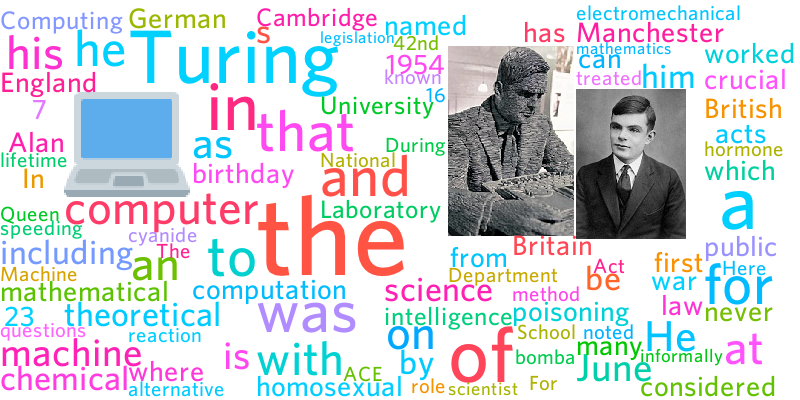 Computing German Cambridge named electromechanical
s legislation 42nd has Manchester
his he Turing 1954 mathematics can worked
England known treated him crucial
7 in University 16 British
Alan as that During acts
lifetime National hormone
In birthday and which
Queen computer the Laboratory a
speeding cyanide Britain public
including The to from Act first Here
Machine an Department be war for
mathematical computation science method law never
23 theoretical was intelligence poisoning
questions reaction on School noted He
machine is with by of bomba many informally at
chemical where ACE June
alternative homosexual role scientist For considered